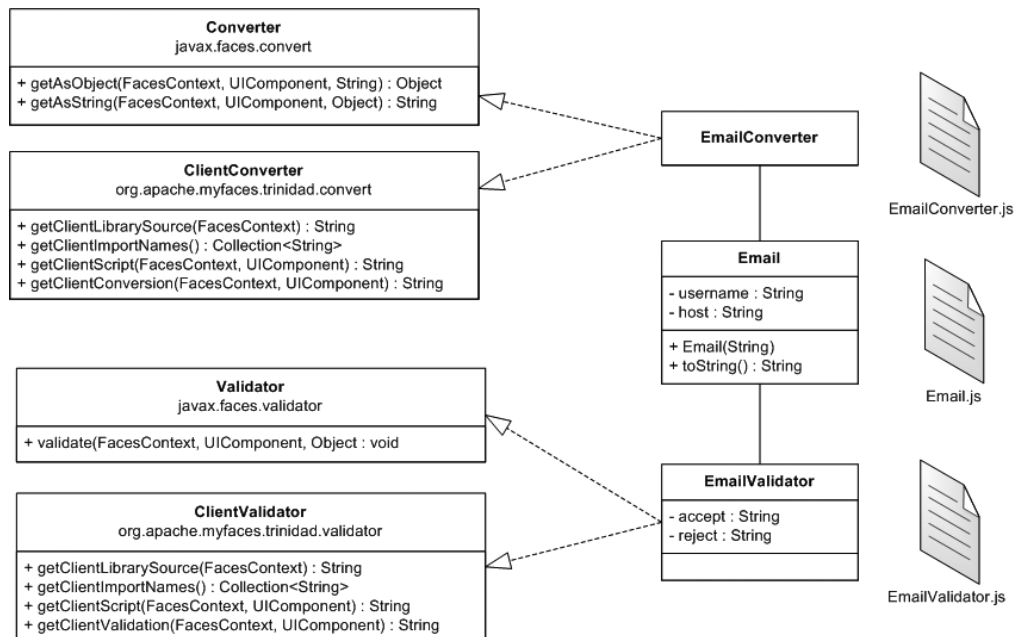 Converter
javax.faces.convert
+ getAsObject(FacesContext, UIComponent, String) : Object
+ getAsString(FacesContext, UIComponent, Object) : String
ClientConverter
org.apache.myfaces.trinidad.convert
+ getClientLibrarySource(FacesContext) : String
+ getClientImportNames() : Collection<String>
+ getClientScript(FacesContext, UIComponent) : String
+ getClientConversion(FacesContext, UIComponent) : String
Validator
javax.faces.validator
+ validate(FacesContext, UIComponent, Object : void
ClientValidator
org.apache.myfaces.trinidad.validator
+ getClientLibrarySource(FacesContext) : String
+ getClientImportNames() : Collection<String>
+ getClientScript(FacesContext, UIComponent) : String
+ getClientValidation(FacesContext, UIComponent) : String
EmailConverter
Email
- username : String
- host : String
+ Email(String)
+ toString() : String
EmailValidator
- accept : String
- reject : String
EmailConverter.js
Email.js
EmailValidator.js